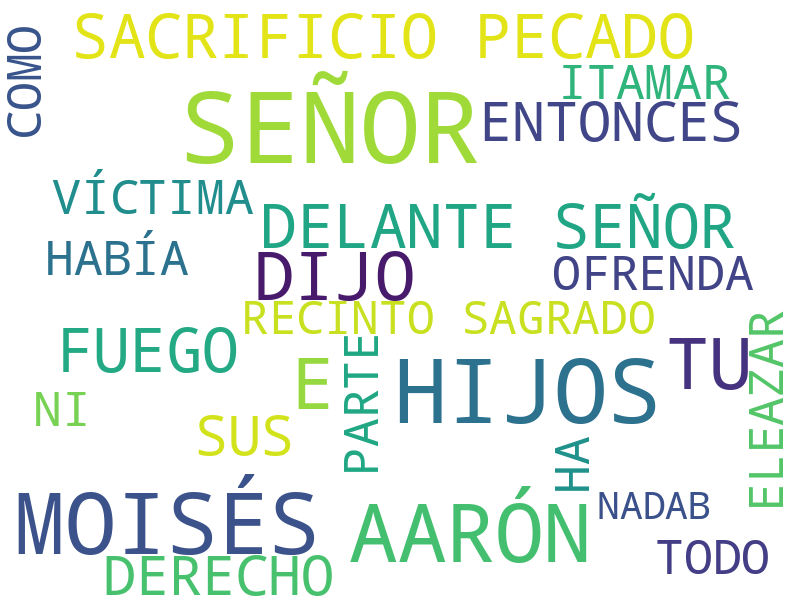 SACRIFICIO PECADO
COMO
ITAMAR
SEÑOR
ENTONCES
VÍCTIMA
DELANTE SEÑOR
HABÍA
DIJO
OFRENDA
RECINTO SAGRADO
FUEGO
E
PARTE
HIJOS
TU
ELEAZAR
NI
SUS
HA
MOISÉS
AARÓN
NADAB
DERECHO
TODO